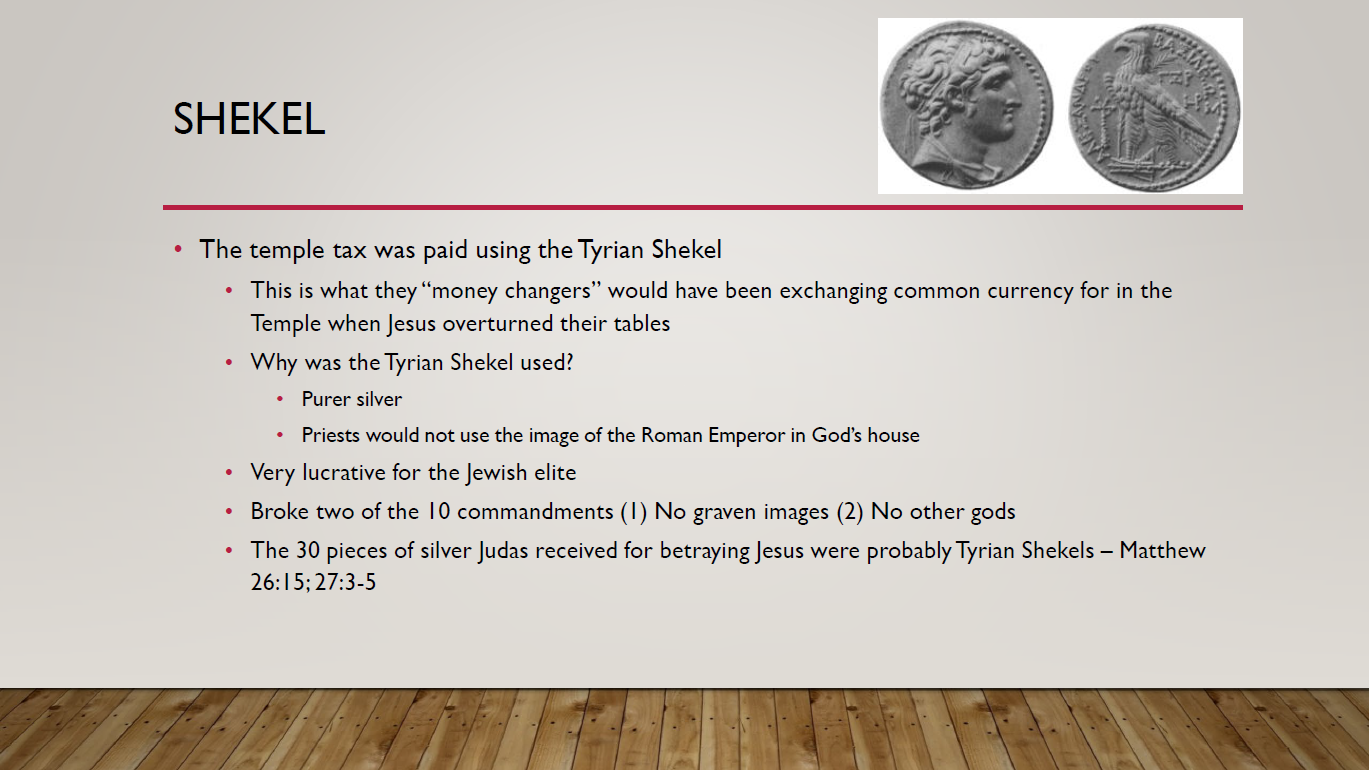 SHEKEL
ΒΑΣΙΛΕΩΣ
• The temple tax was paid using the Tyrian Shekel
• This is what they “money changers” would have been exchanging common currency for in the
Temple when Jesus overturned their tables
• Why was the Tyrian Shekel used?
• Purer silver
• Priests would not use the image of the Roman Emperor in God’s house
• Very lucrative for the Jewish elite
• Broke two of the 10 commandments (1) No graven images (2) No other gods
• The 30 pieces of silver Judas received for betraying Jesus were probably Tyrian Shekels – Matthew
26:15; 27:3-5